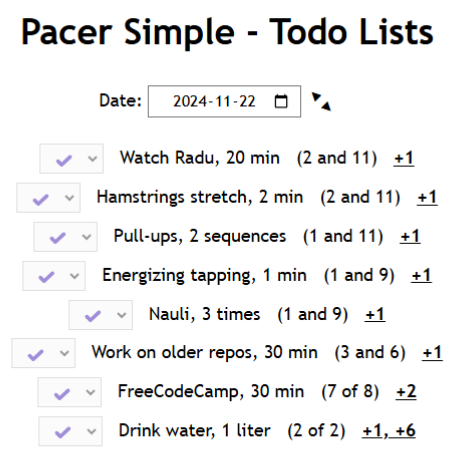 Pacer Simple - Todo Lists
Date: 2024-11-22
Watch Radu, 20 min (2 and 11) +1
Hamstrings stretch, 2 min (2 and 11) +1
Pull-ups, 2 sequences (1 and 11) +1
Energizing tapping, 1 min (1 and 9) +1
Nauli, 3 times (1 and 9) +1
Work on older repos, 30 min (3 and 6) +1
FreeCodeCamp, 30 min (7 of 8) +2
Drink water, 1 liter (2 of 2) +1, +6